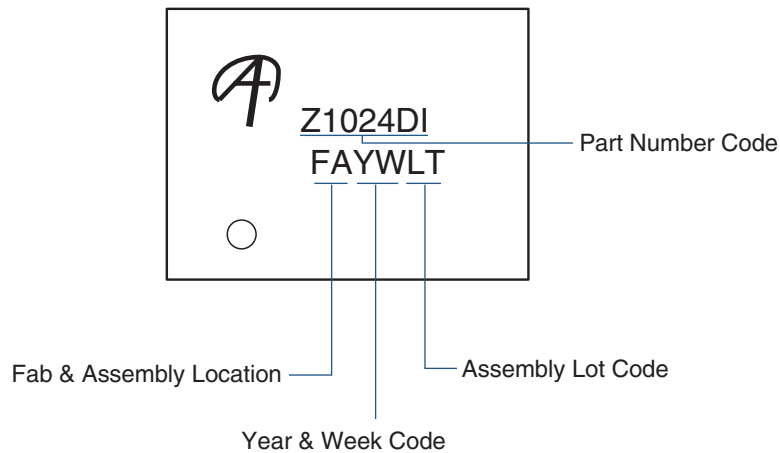 Z1024DI
FAYWLT
Part Number Code
Fab & Assembly Location
Assembly Lot Code
Year & Week Code